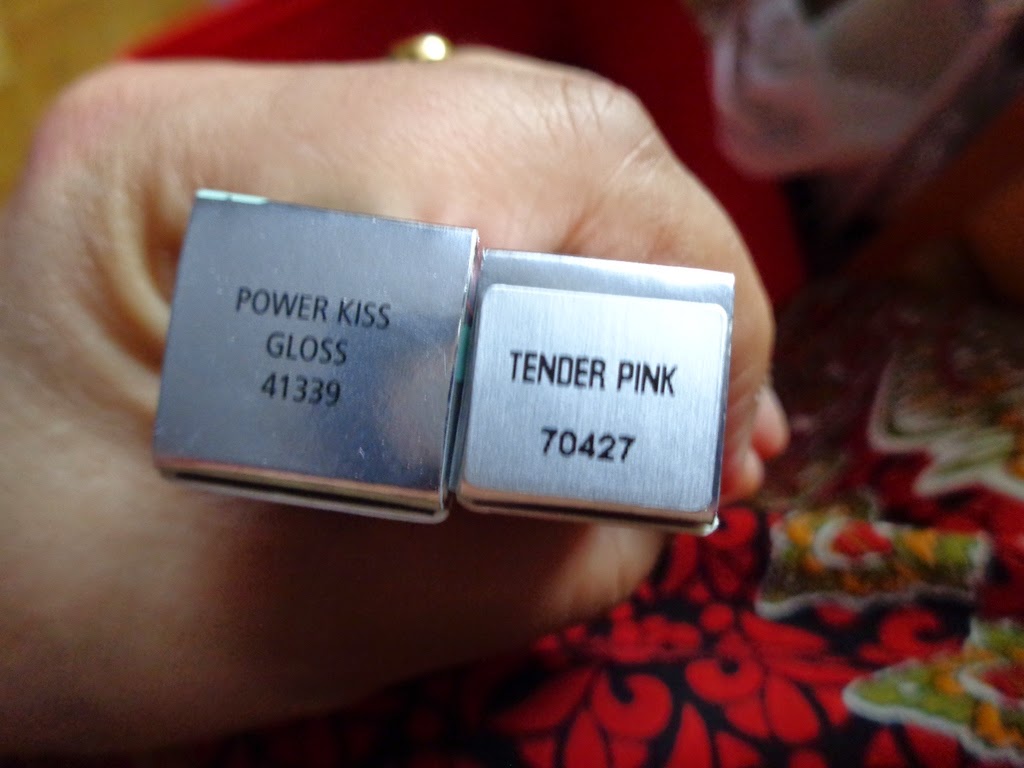 POWER KISS
GLOSS
41339
TENDER PINK
70427